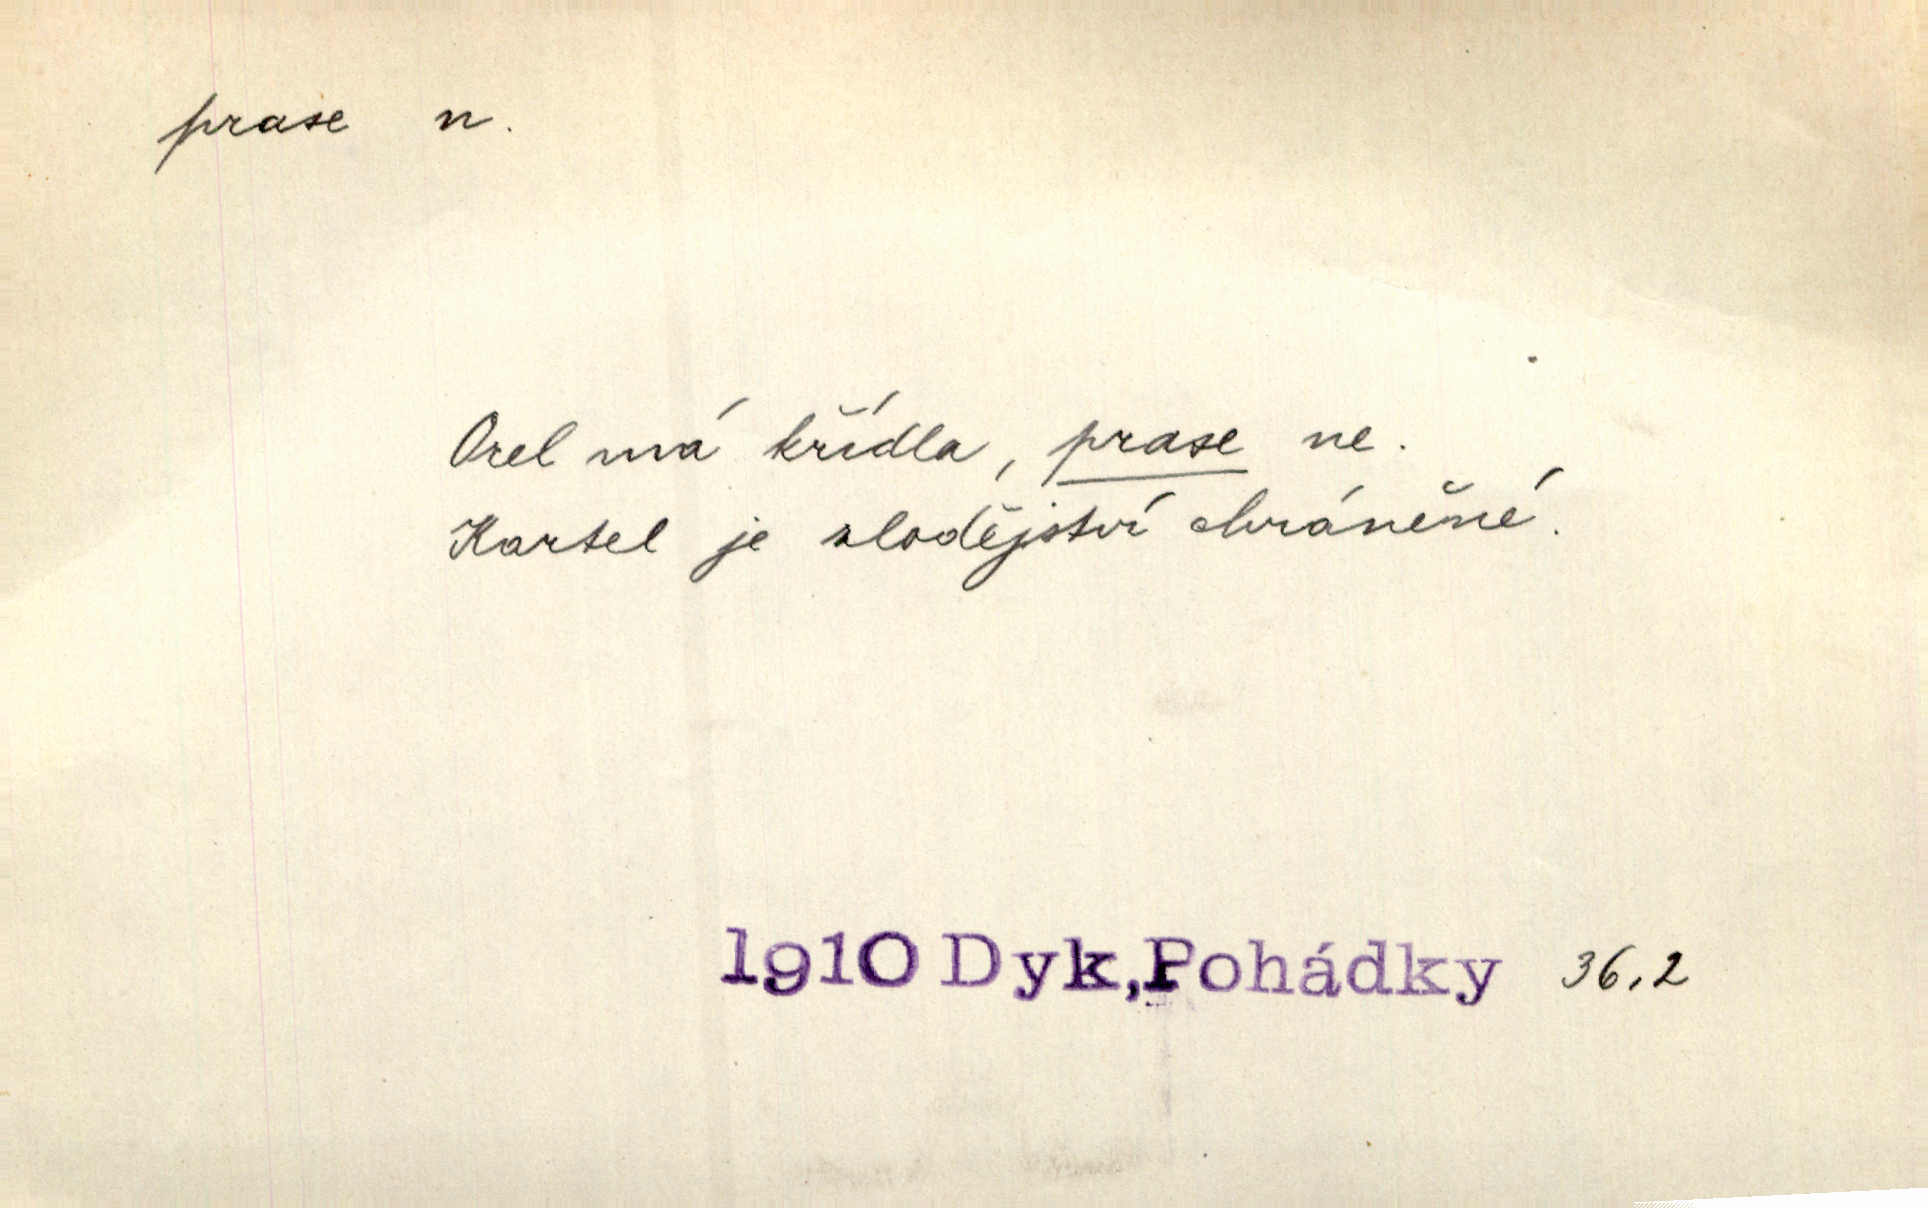 prase n.
Orel má křídla, prase ne.
Kartel je zlodějství chráněné.
1910 Dyk, Pohádky 36,2